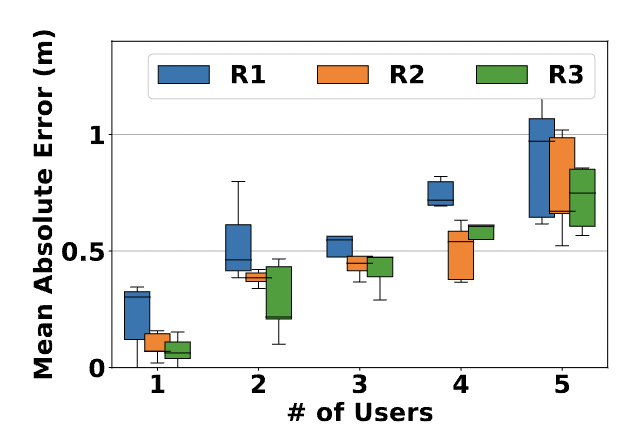 Mean Absolute Error (m)
R1 R2 R3
1
0.5
0
1 2 3 4 5
# of Users